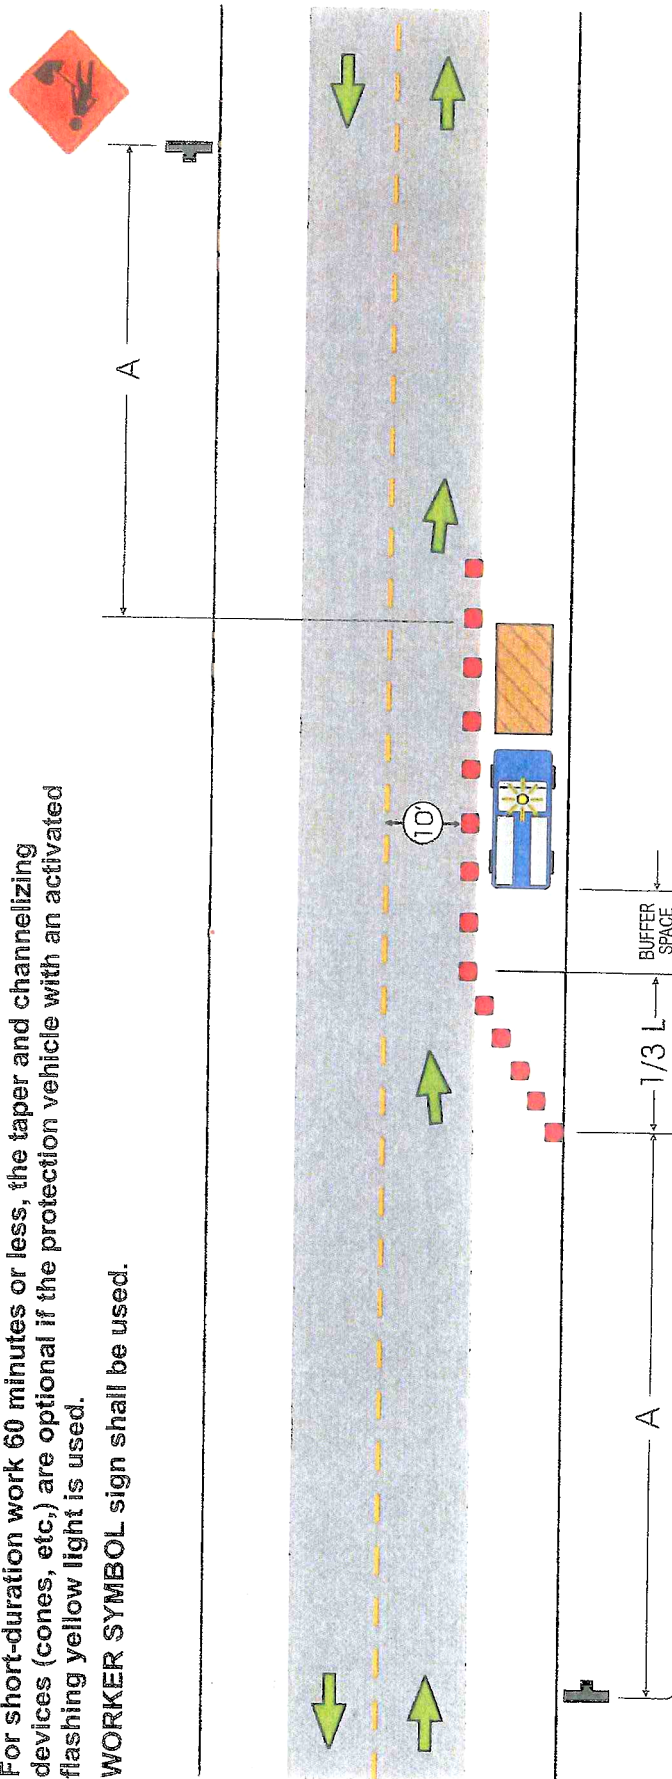 For short-duration work 60 minutes or less, the taper and channelizing
devices (cones, etc,) are optional if the protection vehicle with an activated
flashing yellow light is used.
WORKER SYMBOL sign shall be used.
A
10'
BUFFER
SPACE
1/3 L
A